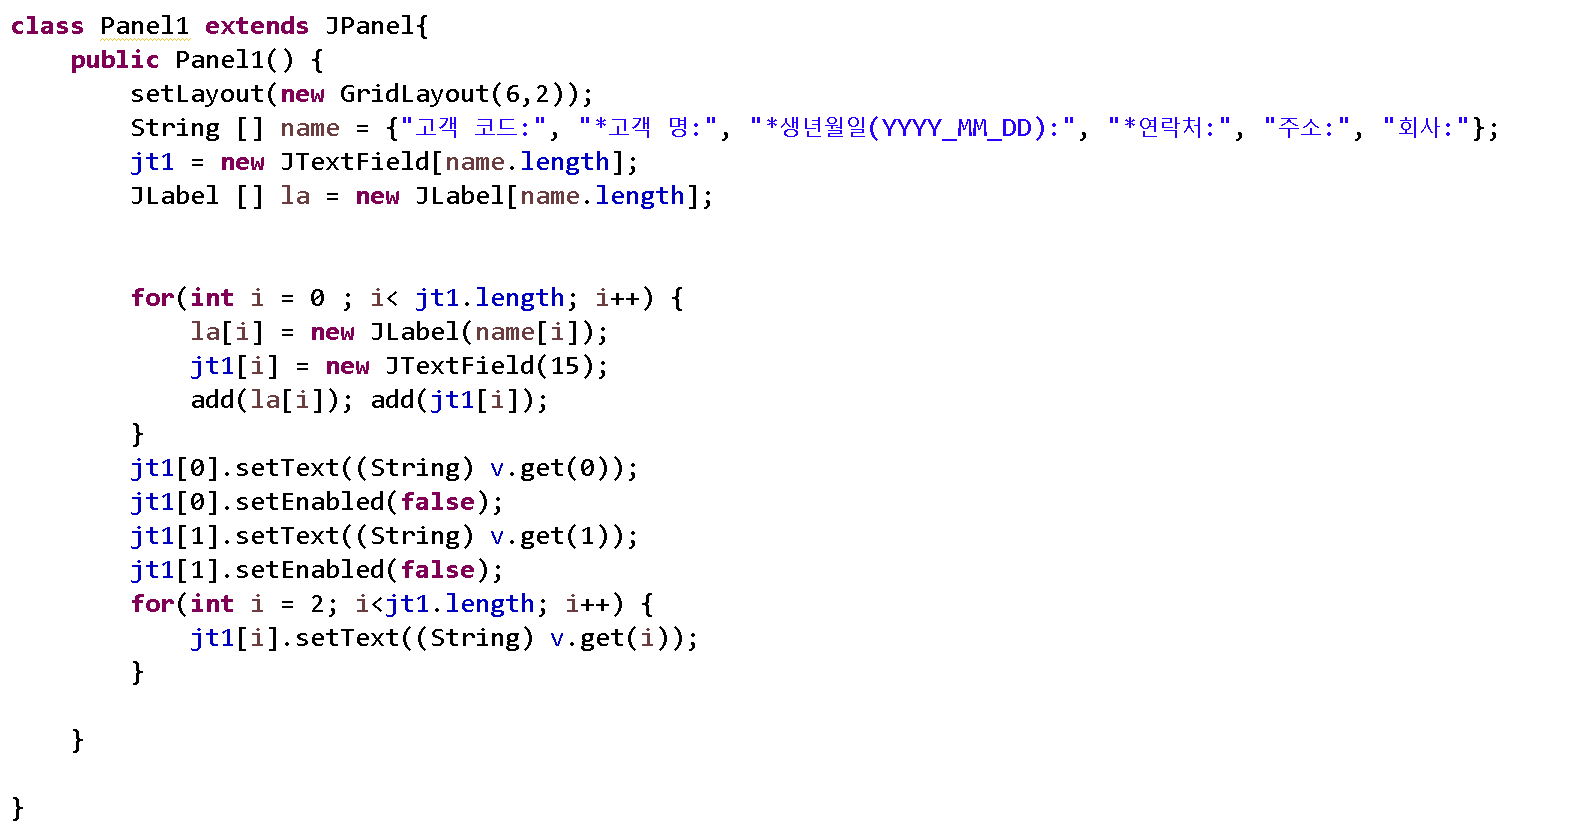 class Panel1 extends JPanel{
    public Panel1() {
        setLayout(new GridLayout(6,2));
        String [] name = {"고객 코드:", "*고객 명:", "*생년월일(YYYY_MM_DD):", "*연락처:", "주소:", "회사:"};
        jt1 = new JTextField[name.length];
        JLabel [] la = new JLabel[name.length];
        for(int i = 0 ; i< jt1.length; i++) {
            la[i] = new JLabel(name[i]);
            jt1[i] = new JTextField(15);
            add(la[i]); add(jt1[i]);
        }
        jt1[0].setText((String) v.get(0));
        jt1[0].setEnabled(false);
        jt1[1].setText((String) v.get(1));
        jt1[1].setEnabled(false);
        for(int i = 2; i<jt1.length; i++) {
            jt1[i].setText((String) v.get(i));
        }
    }
}